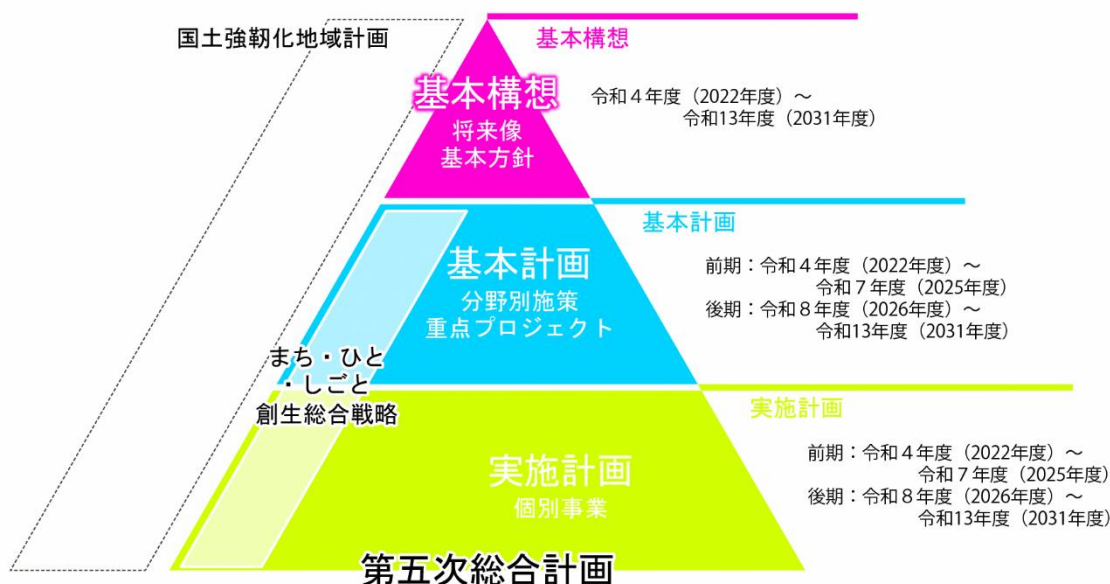 国土強靭化地域計画
基本構想
基本構想
将来像
基本方針
令和４年度（2022年度）～
令和13年度（2031年度）
基本計画
基本計画
分野別施策
重点プロジェクト
前期：令和４年度（2022年度）～
令和７年度（2025年度）
後期：令和８年度（2026年度）～
令和13年度（2031年度）
まち・ひと
・しごと
創生総合戦略
実施計画
実施計画
個別事業
前期：令和４年度（2022年度）～
令和７年度（2025年度）
後期：令和８年度（2026年度）～
令和13年度（2031年度）
第五次総合計画